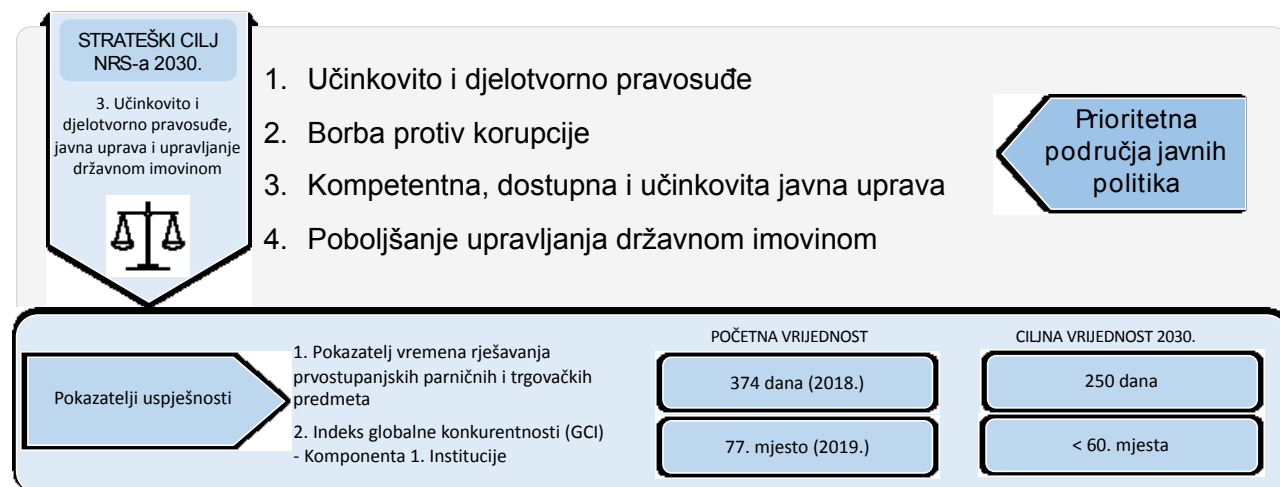 STRATEŠKI CILJ
NRS-a 2030.
3. Učinkovito i
djelotvorno pravosuđe,
javna uprava i upravljanje
državnom imovinom
1. Učinkovito i djelotvorno pravosuđe
2. Borba protiv korupcije
3. Kompetentna, dostupna i učinkovita javna uprava
4. Poboljšanje upravljanja državnom imovinom
Prioritetna
područja javnih
politika
Pokazatelji uspješnosti
1. Pokazatelj vremena rješavanja
prvostupanjskih parničnih i trgovačkih
predmeta
2. Indeks globalne konkurentnosti (GCI)
- Komponenta 1. Institucije
POČETNA VRIJEDNOST
374 dana (2018.)
77. mjesto (2019.)
CILJNA VRIJEDNOST 2030.
250 dana
< 60. mjesta